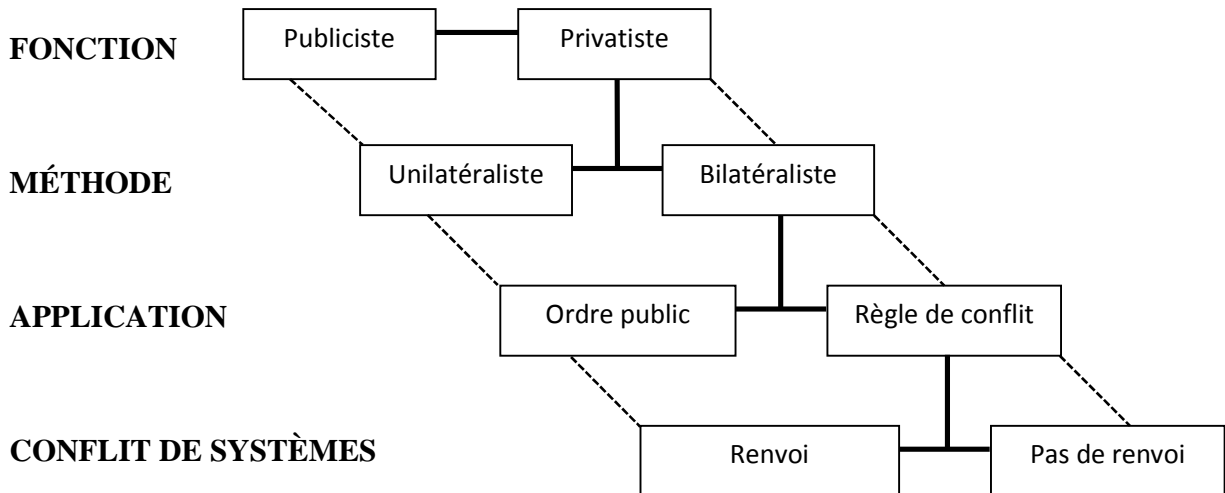 FONCTION
Publiciste
Privatiste
MÉTHODE
Unilatéraliste
Bilatéraliste
APPLICATION
Ordre public
Règle de conflit
CONFLIT DE SYSTÈMES
Renvoi
Pas de renvoi